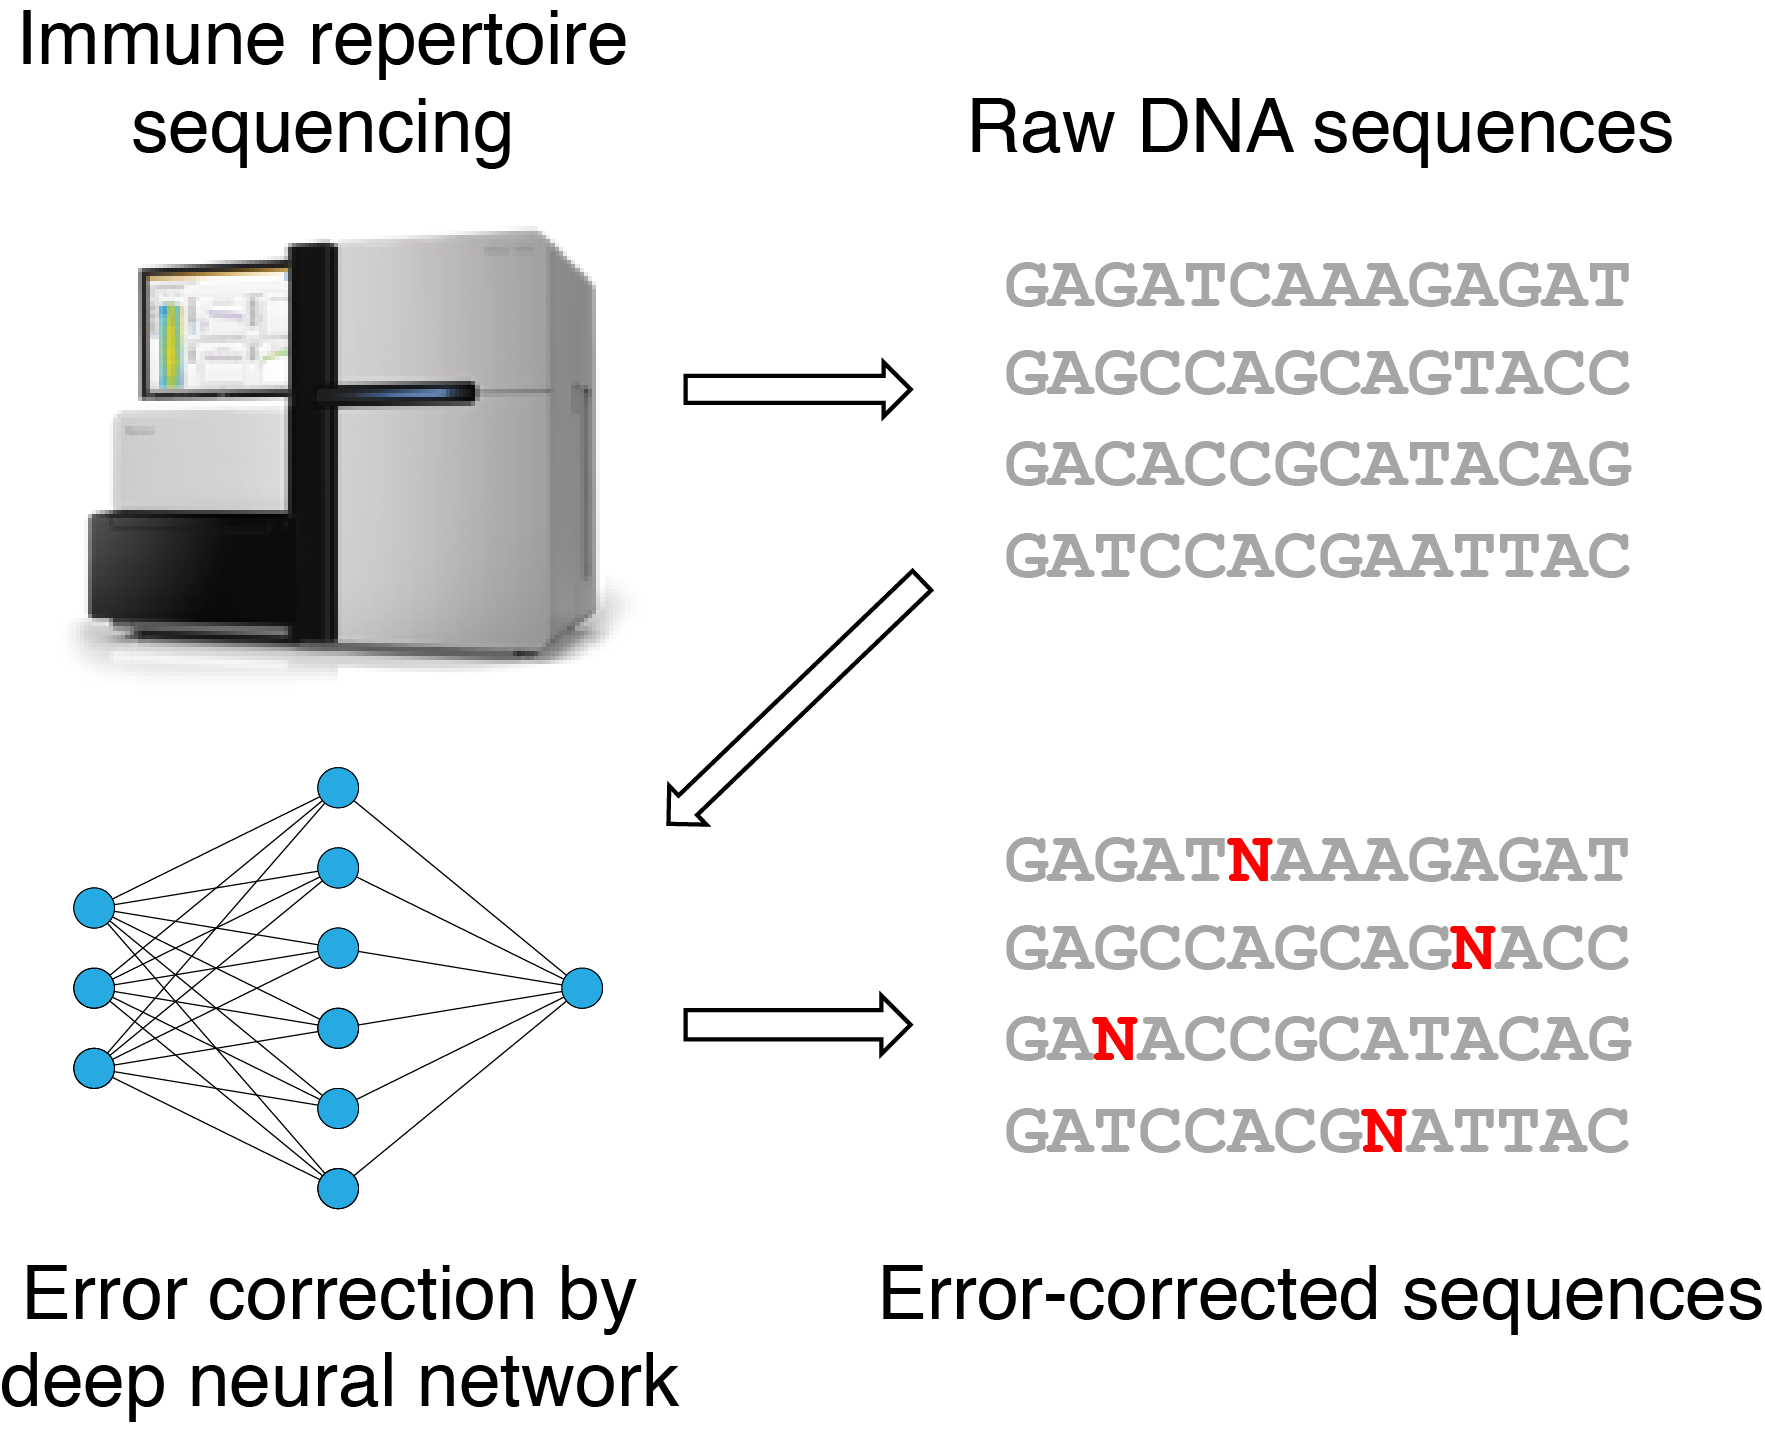 Immune repertoire
sequencing
Raw DNA sequences
GAGATCAAAGAGAT
GAGCCAGCAGTACC
GACACCGCATACAG
GATCCACGAATTAC
GAGATNAAAGAGAT
GAGCCAGCAGNACC
GANACCGCATACAG
GATCCACGNATTAC
Error correction by
deep neural network
Error-corrected sequences